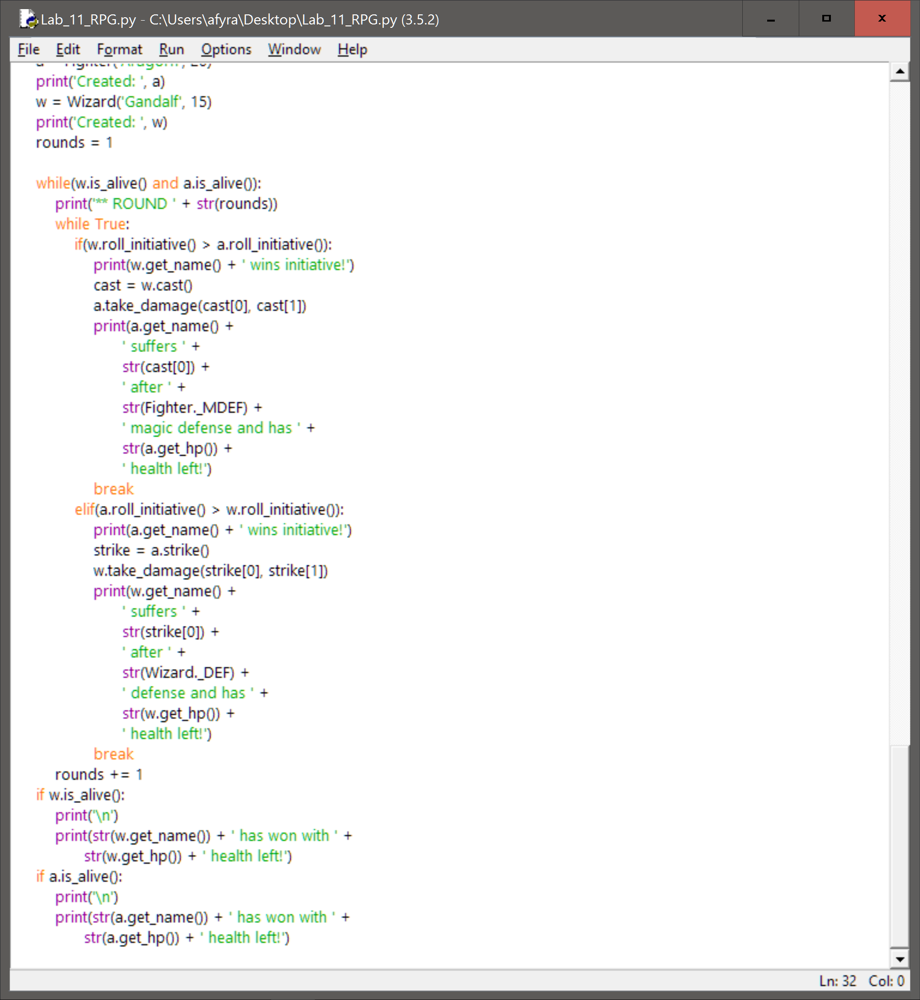 Lab_11_RPG.py - C:\Users\afyra\Desktop\Lab_11_RPG.py (3.5.2)
File Edit Format Run Options Window Help
print('Created: ', a)
w = Wizard('Gandalf', 15)
print('Created: ', w)
rounds = 1
while(w.is_alive() and a.is_alive()):
print('** ROUND ' + str(rounds))
while True:
if(w.roll_initiative() > a.roll_initiative()):
print(w.get_name() + ' wins initiative!')
cast = w.cast()
a.take_damage(cast[0], cast[1])
print(a.get_name() +
' suffers ' +
str(cast[0]) +
' after ' +
str(Fighter._MDEF) +
' magic defense and has ' +
str(a.get_hp()) +
' health left!')
break
elif(a.roll_initiative() > w.roll_initiative()):
print(a.get_name() + ' wins initiative!')
strike = a.strike()
w.take_damage(strike[0], strike[1])
print(w.get_name() +
' suffers ' +
str(strike[0]) +
' after ' +
str(Wizard._DEF) +
' defense and has ' +
str(w.get_hp()) +
' health left!')
break
rounds += 1
if w.is_alive():
print('\n')
print(str(w.get_name()) + ' has won with ' +
str(w.get_hp()) + ' health left!')
if a.is_alive():
print('\n')
print(str(a.get_name()) + ' has won with ' +
str(a.get_hp()) + ' health left!')
Ln: 32 Col: 0